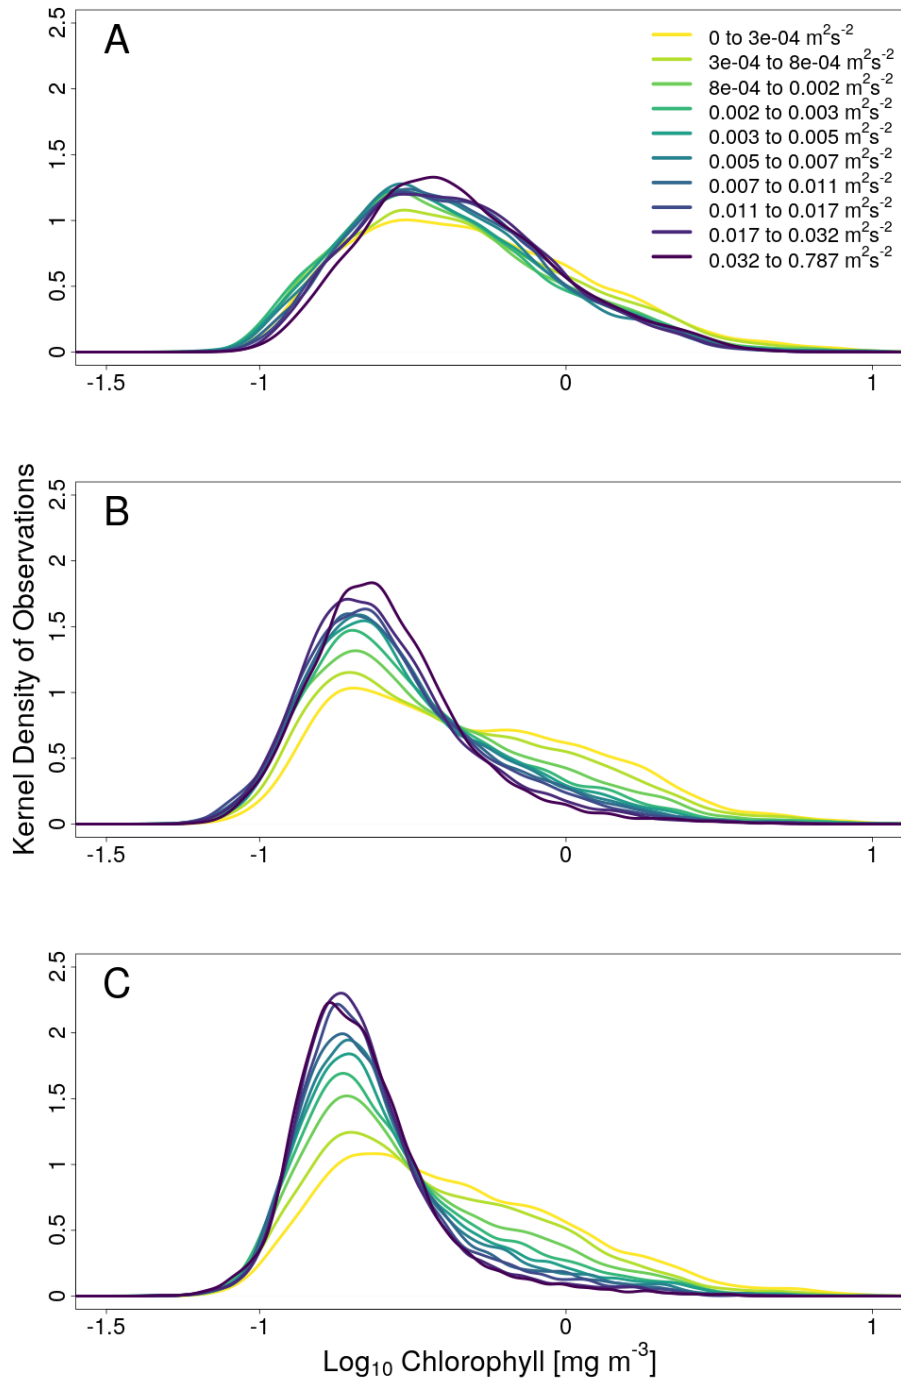 A
0 to 3e-04 m²s⁻²
3e-04 to 8e-04 m²s⁻²
8e-04 to 0.002 m²s⁻²
0.002 to 0.003 m²s⁻²
0.003 to 0.005 m²s⁻²
0.005 to 0.007 m²s⁻²
0.007 to 0.011 m²s⁻²
0.011 to 0.017 m²s⁻²
0.017 to 0.032 m²s⁻²
0.032 to 0.787 m²s⁻²
2.5
2
1.5
1
0.5
0
-1.5 -1 0 1
Kernel Density of Observations
B
2.5
2
1.5
1
0.5
0
-1.5 -1 0 1
C
2.5
2
1.5
1
0.5
0
-1.5 -1 0 1
Log₁₀ Chlorophyll [mg m⁻³]